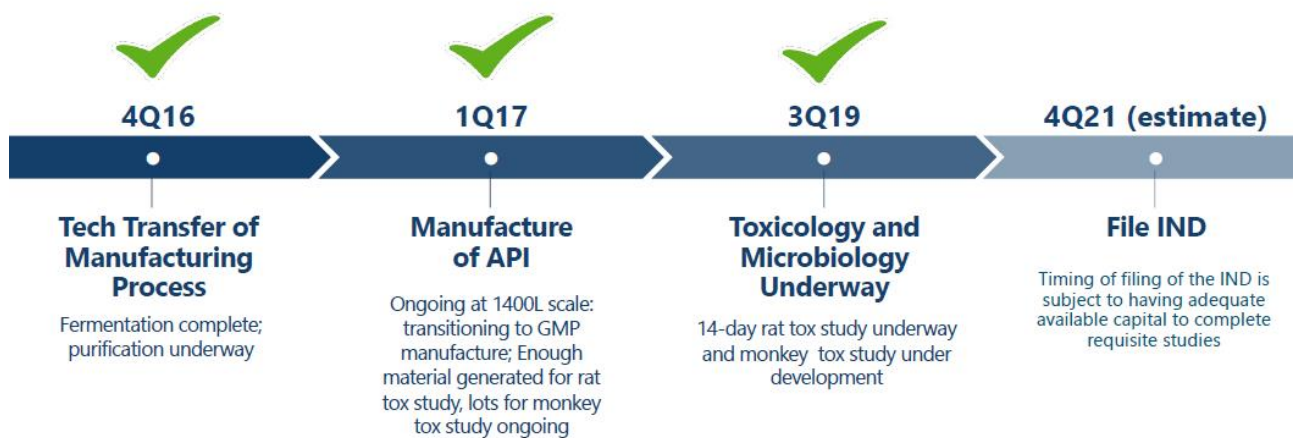 4Q16
Tech Transfer of
Manufacturing
Process
Fermentation complete;
purification underway
1Q17
Manufacture
of API
Ongoing at 1400L scale:
transitioning to GMP
manufacture; Enough
material generated for rat
tox study, lots for monkey
tox study ongoing
3Q19
Toxicology and
Microbiology
Underway
14-day rat tox study underway
and monkey tox study under
development
4Q21 (estimate)
File IND
Timing of filing of the IND is
subject to having adequate
available capital to complete
requisite studies